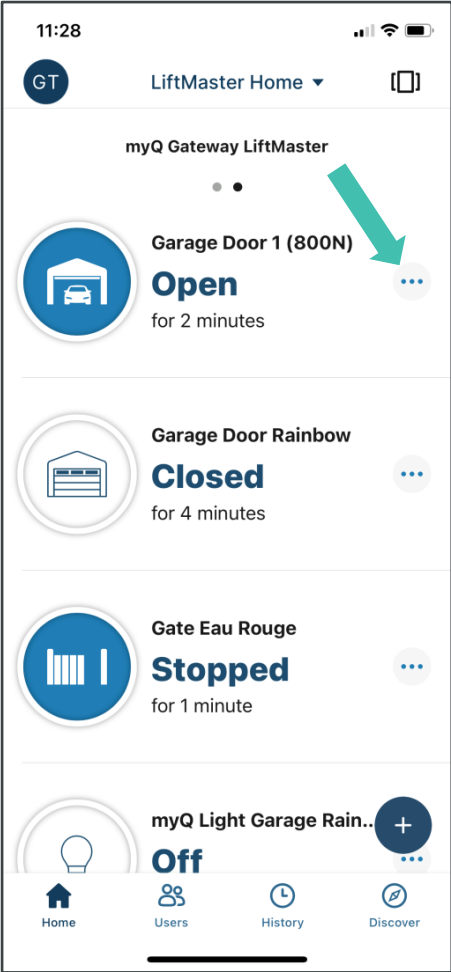 11:28
GT
LiftMaster Home
myQ Gateway LiftMaster
Garage Door 1 (800N)
Open
for 2 minutes
Garage Door Rainbow
Closed
for 4 minutes
Gate Eau Rouge
Stopped
for 1 minute
myQ Light Garage Rain..
Off
Home
Users
History
Discover